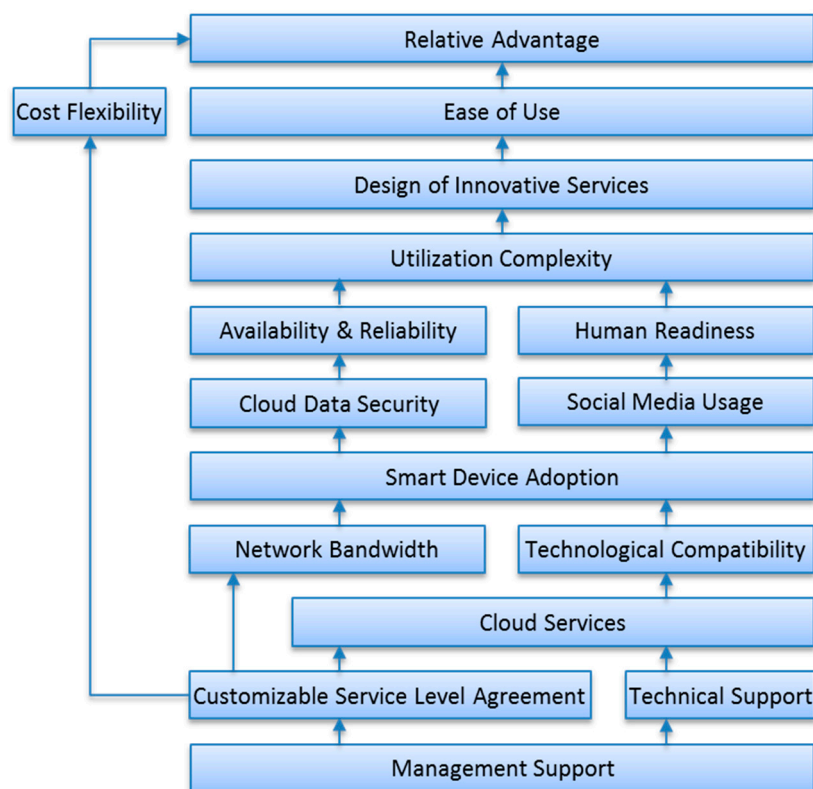 Relative Advantage
Cost Flexibility
Ease of Use
Design of Innovative Services
Utilization Complexity
Availability & Reliability
Human Readiness
Cloud Data Security
Social Media Usage
Smart Device Adoption
Network Bandwidth
Technological Compatibility
Cloud Services
Customizable Service Level Agreement
Technical Support
Management Support